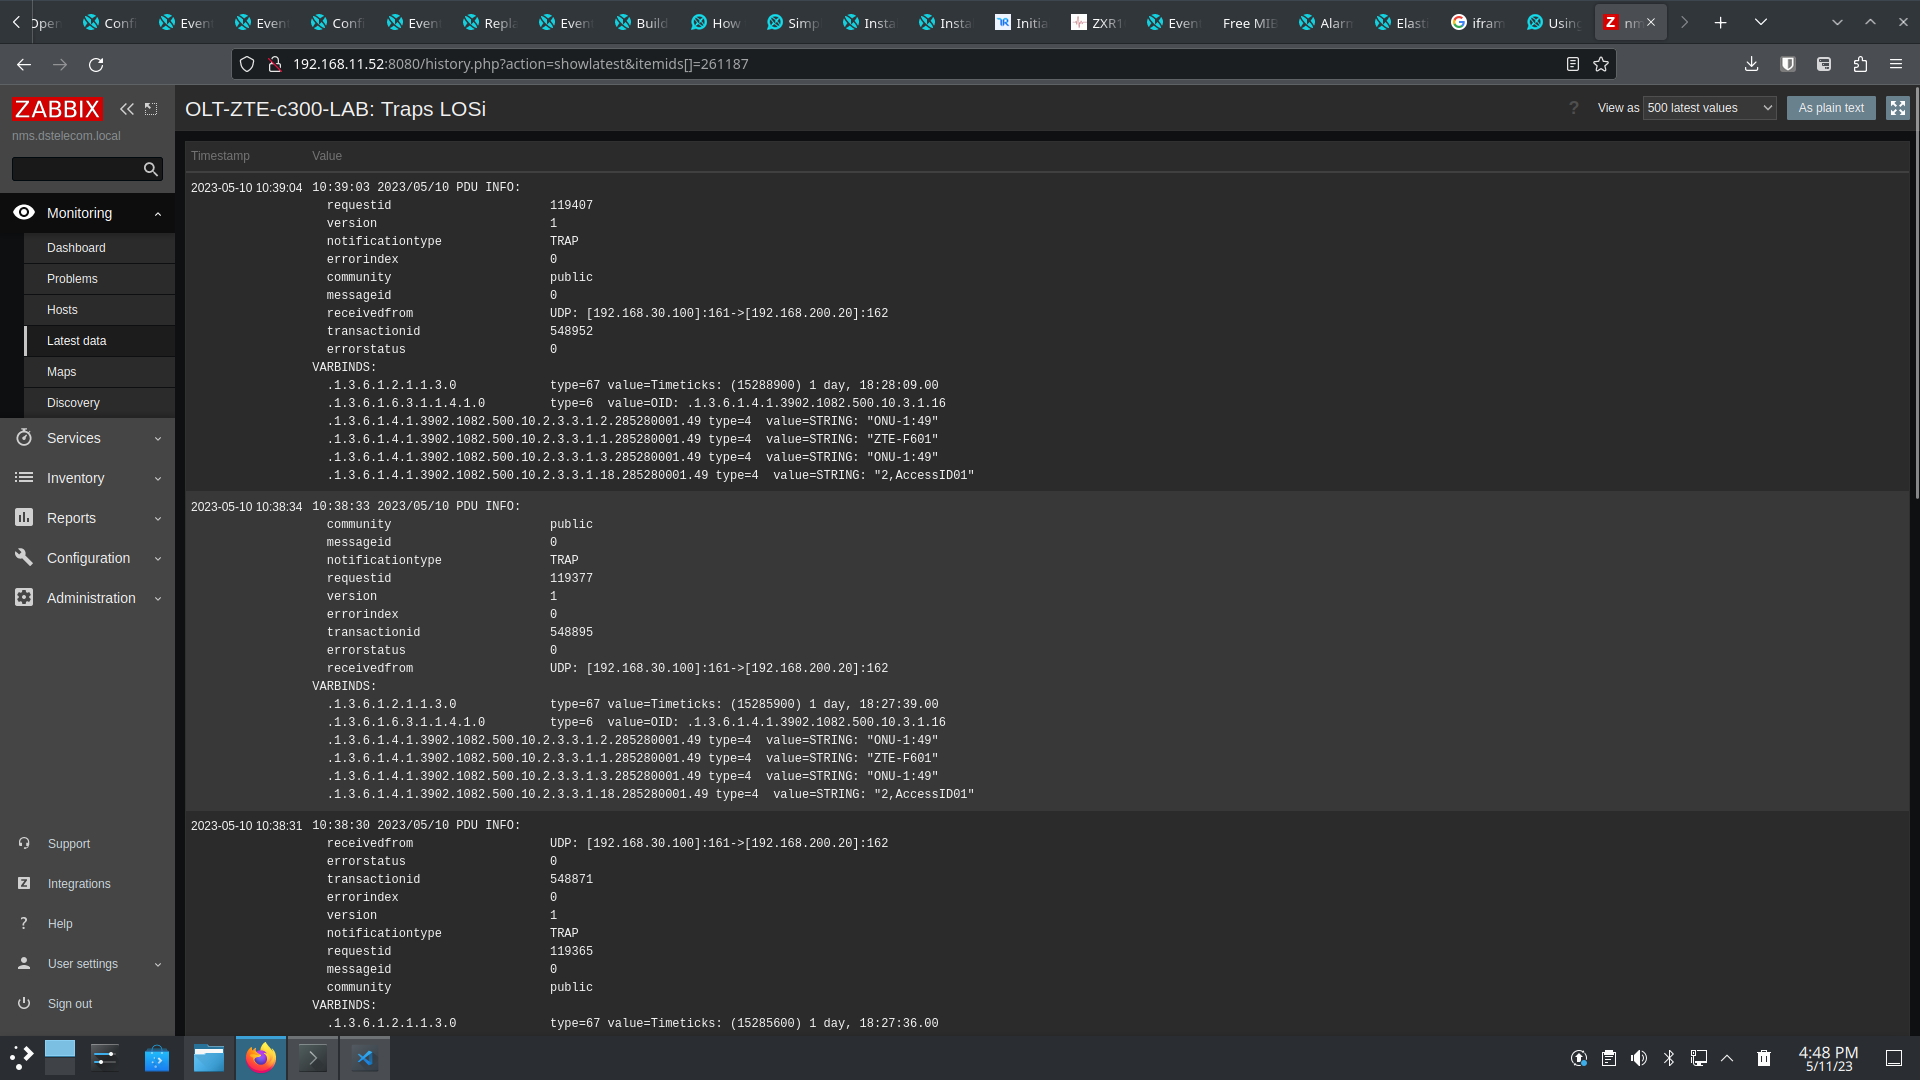 Open
Confi
Event
Event
Confi
Event
Repla
Event
Build
How
Simp
Insta
Insta
Initia
ZXR1
Event
Free MIB
Alarm
Elasti
ifram
Using
nm
192.168.11.52:8080/history.php?action=showlatest&itemids[]=261187
ZABBIX
nms.dstelecom.local
OLT-ZTE-c300-LAB: Traps LOSi
?
View as
500 latest values
As plain text
Monitoring
Dashboard
Problems
Hosts
Latest data
Maps
Discovery
Services
Inventory
Reports
Configuration
Administration
Support
Integrations
Help
User settings
Sign out
Timestamp Value
2023-05-10 10:39:04 10:39:03 2023/05/10 PDU INFO:
requestid 119407
version 1
notificationtype TRAP
errorindex 0
community public
messageid 0
receivedfrom UDP: [192.168.30.100]:161->[192.168.200.20]:162
transactionid 548952
errorstatus 0
VARBINDS:
.1.3.6.1.2.1.1.3.0 type=67 value=Timeticks: (15288900) 1 day, 18:28:09.00
.1.3.6.1.6.3.1.1.4.1.0 type=6 value=OID: .1.3.6.1.4.1.3902.1082.500.10.3.1.16
.1.3.6.1.4.1.3902.1082.500.10.2.3.3.1.2.285280001.49 type=4 value=STRING: "ONU-1:49"
.1.3.6.1.4.1.3902.1082.500.10.2.3.3.1.1.285280001.49 type=4 value=STRING: "ZTE-F601"
.1.3.6.1.4.1.3902.1082.500.10.2.3.3.1.3.285280001.49 type=4 value=STRING: "ONU-1:49"
.1.3.6.1.4.1.3902.1082.500.10.2.3.3.1.18.285280001.49 type=4 value=STRING: "2,AccessID01"
2023-05-10 10:38:34 10:38:33 2023/05/10 PDU INFO:
community public
messageid 0
notificationtype TRAP
requestid 119377
version 1
errorindex 0
transactionid 548895
errorstatus 0
receivedfrom UDP: [192.168.30.100]:161->[192.168.200.20]:162
VARBINDS:
.1.3.6.1.2.1.1.3.0 type=67 value=Timeticks: (15285900) 1 day, 18:27:39.00
.1.3.6.1.6.3.1.1.4.1.0 type=6 value=OID: .1.3.6.1.4.1.3902.1082.500.10.3.1.16
.1.3.6.1.4.1.3902.1082.500.10.2.3.3.1.2.285280001.49 type=4 value=STRING: "ONU-1:49"
.1.3.6.1.4.1.3902.1082.500.10.2.3.3.1.1.285280001.49 type=4 value=STRING: "ZTE-F601"
.1.3.6.1.4.1.3902.1082.500.10.2.3.3.1.3.285280001.49 type=4 value=STRING: "ONU-1:49"
.1.3.6.1.4.1.3902.1082.500.10.2.3.3.1.18.285280001.49 type=4 value=STRING: "2,AccessID01"
2023-05-10 10:38:31 10:38:30 2023/05/10 PDU INFO:
receivedfrom UDP: [192.168.30.100]:161->[192.168.200.20]:162
errorstatus 0
transactionid 548871
errorindex 0
version 1
notificationtype TRAP
requestid 119365
messageid 0
community public
VARBINDS:
.1.3.6.1.2.1.1.3.0 type=67 value=Timeticks: (15285600) 1 day, 18:27:36.00
4:48 PM
5/11/23